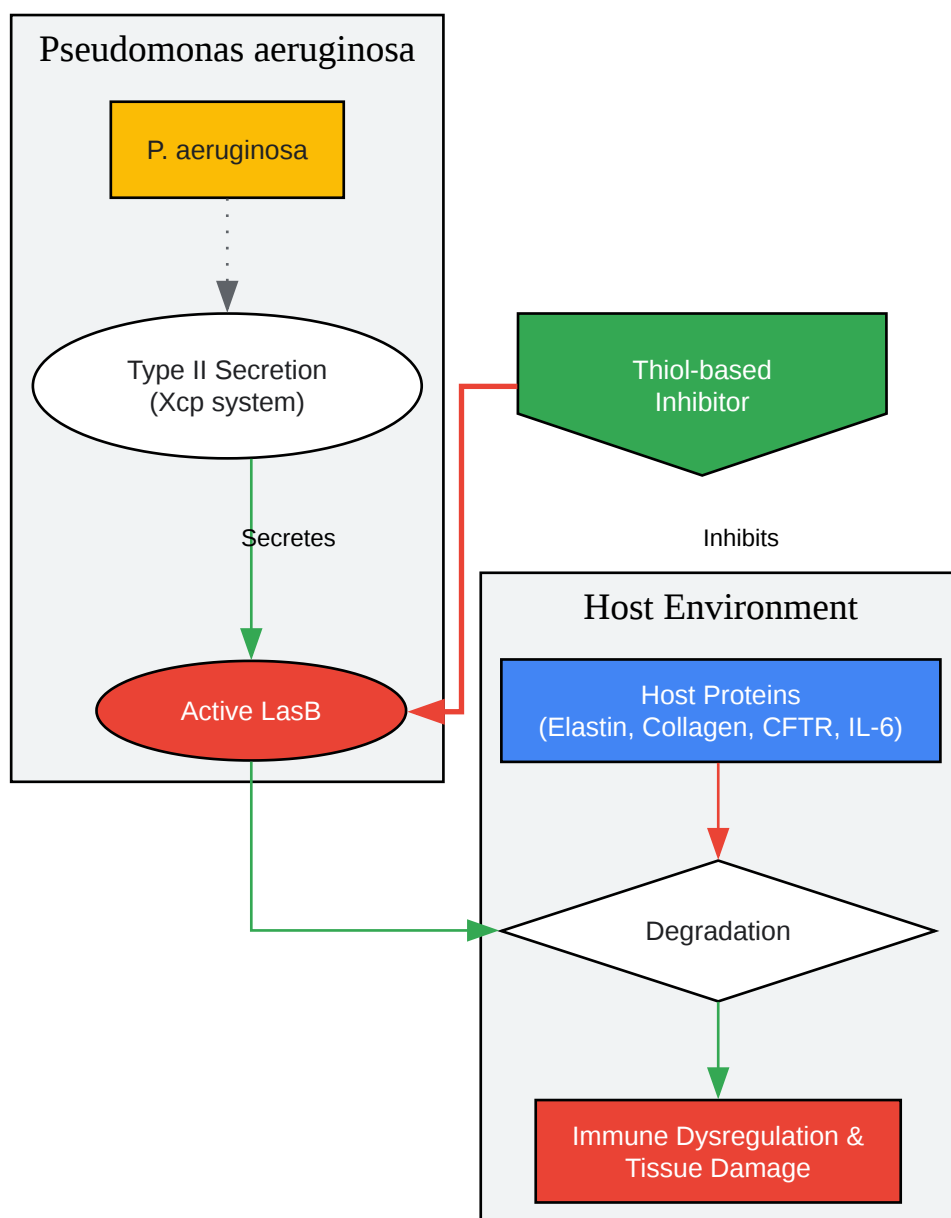 Pseudomonas aeruginosa
P. aeruginosa
Type II Secretion
(Xcp system)
Thiol-based
Inhibitor
Secretes
Inhibits
Host Environment
Active LasB
Host Proteins
(Elastin, Collagen, CFTR, IL-6)
Degradation
Immune Dysregulation &
Tissue Damage